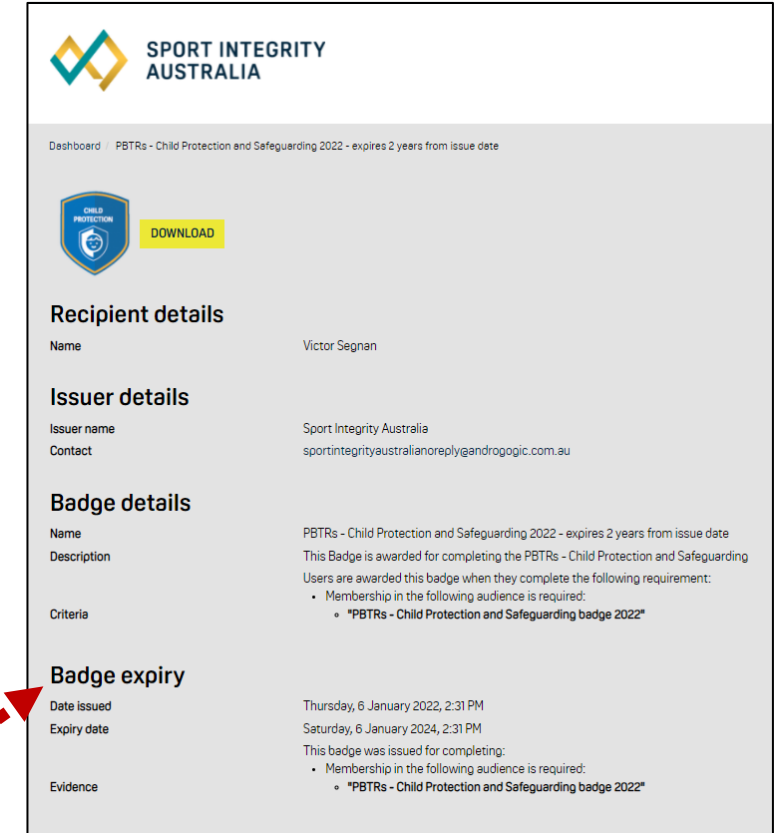 SPORT INTEGRITY
AUSTRALIA
Dashboard / PBTRs - Child Protection and Safeguarding 2022 - expires 2 years from issue date
CHILD
PROTECTION
DOWNLOAD
Recipient details
Name Victor Segnan
Issuer details
Issuer name Sport Integrity Australia
Contact sportintegrityaustralianoreply@androgogic.com.au
Badge details
Name PBTRs - Child Protection and Safeguarding 2022 - expires 2 years from issue date
Description This Badge is awarded for completing the PBTRs - Child Protection and Safeguarding
Users are awarded this badge when they complete the following requirement:
• Membership in the following audience is required:
Criteria ◦ "PBTRs - Child Protection and Safeguarding badge 2022"
Badge expiry
Date issued Thursday, 6 January 2022, 2:31 PM
Expiry date Saturday, 6 January 2024, 2:31 PM
This badge was issued for completing:
• Membership in the following audience is required:
Evidence ◦ "PBTRs - Child Protection and Safeguarding badge 2022"